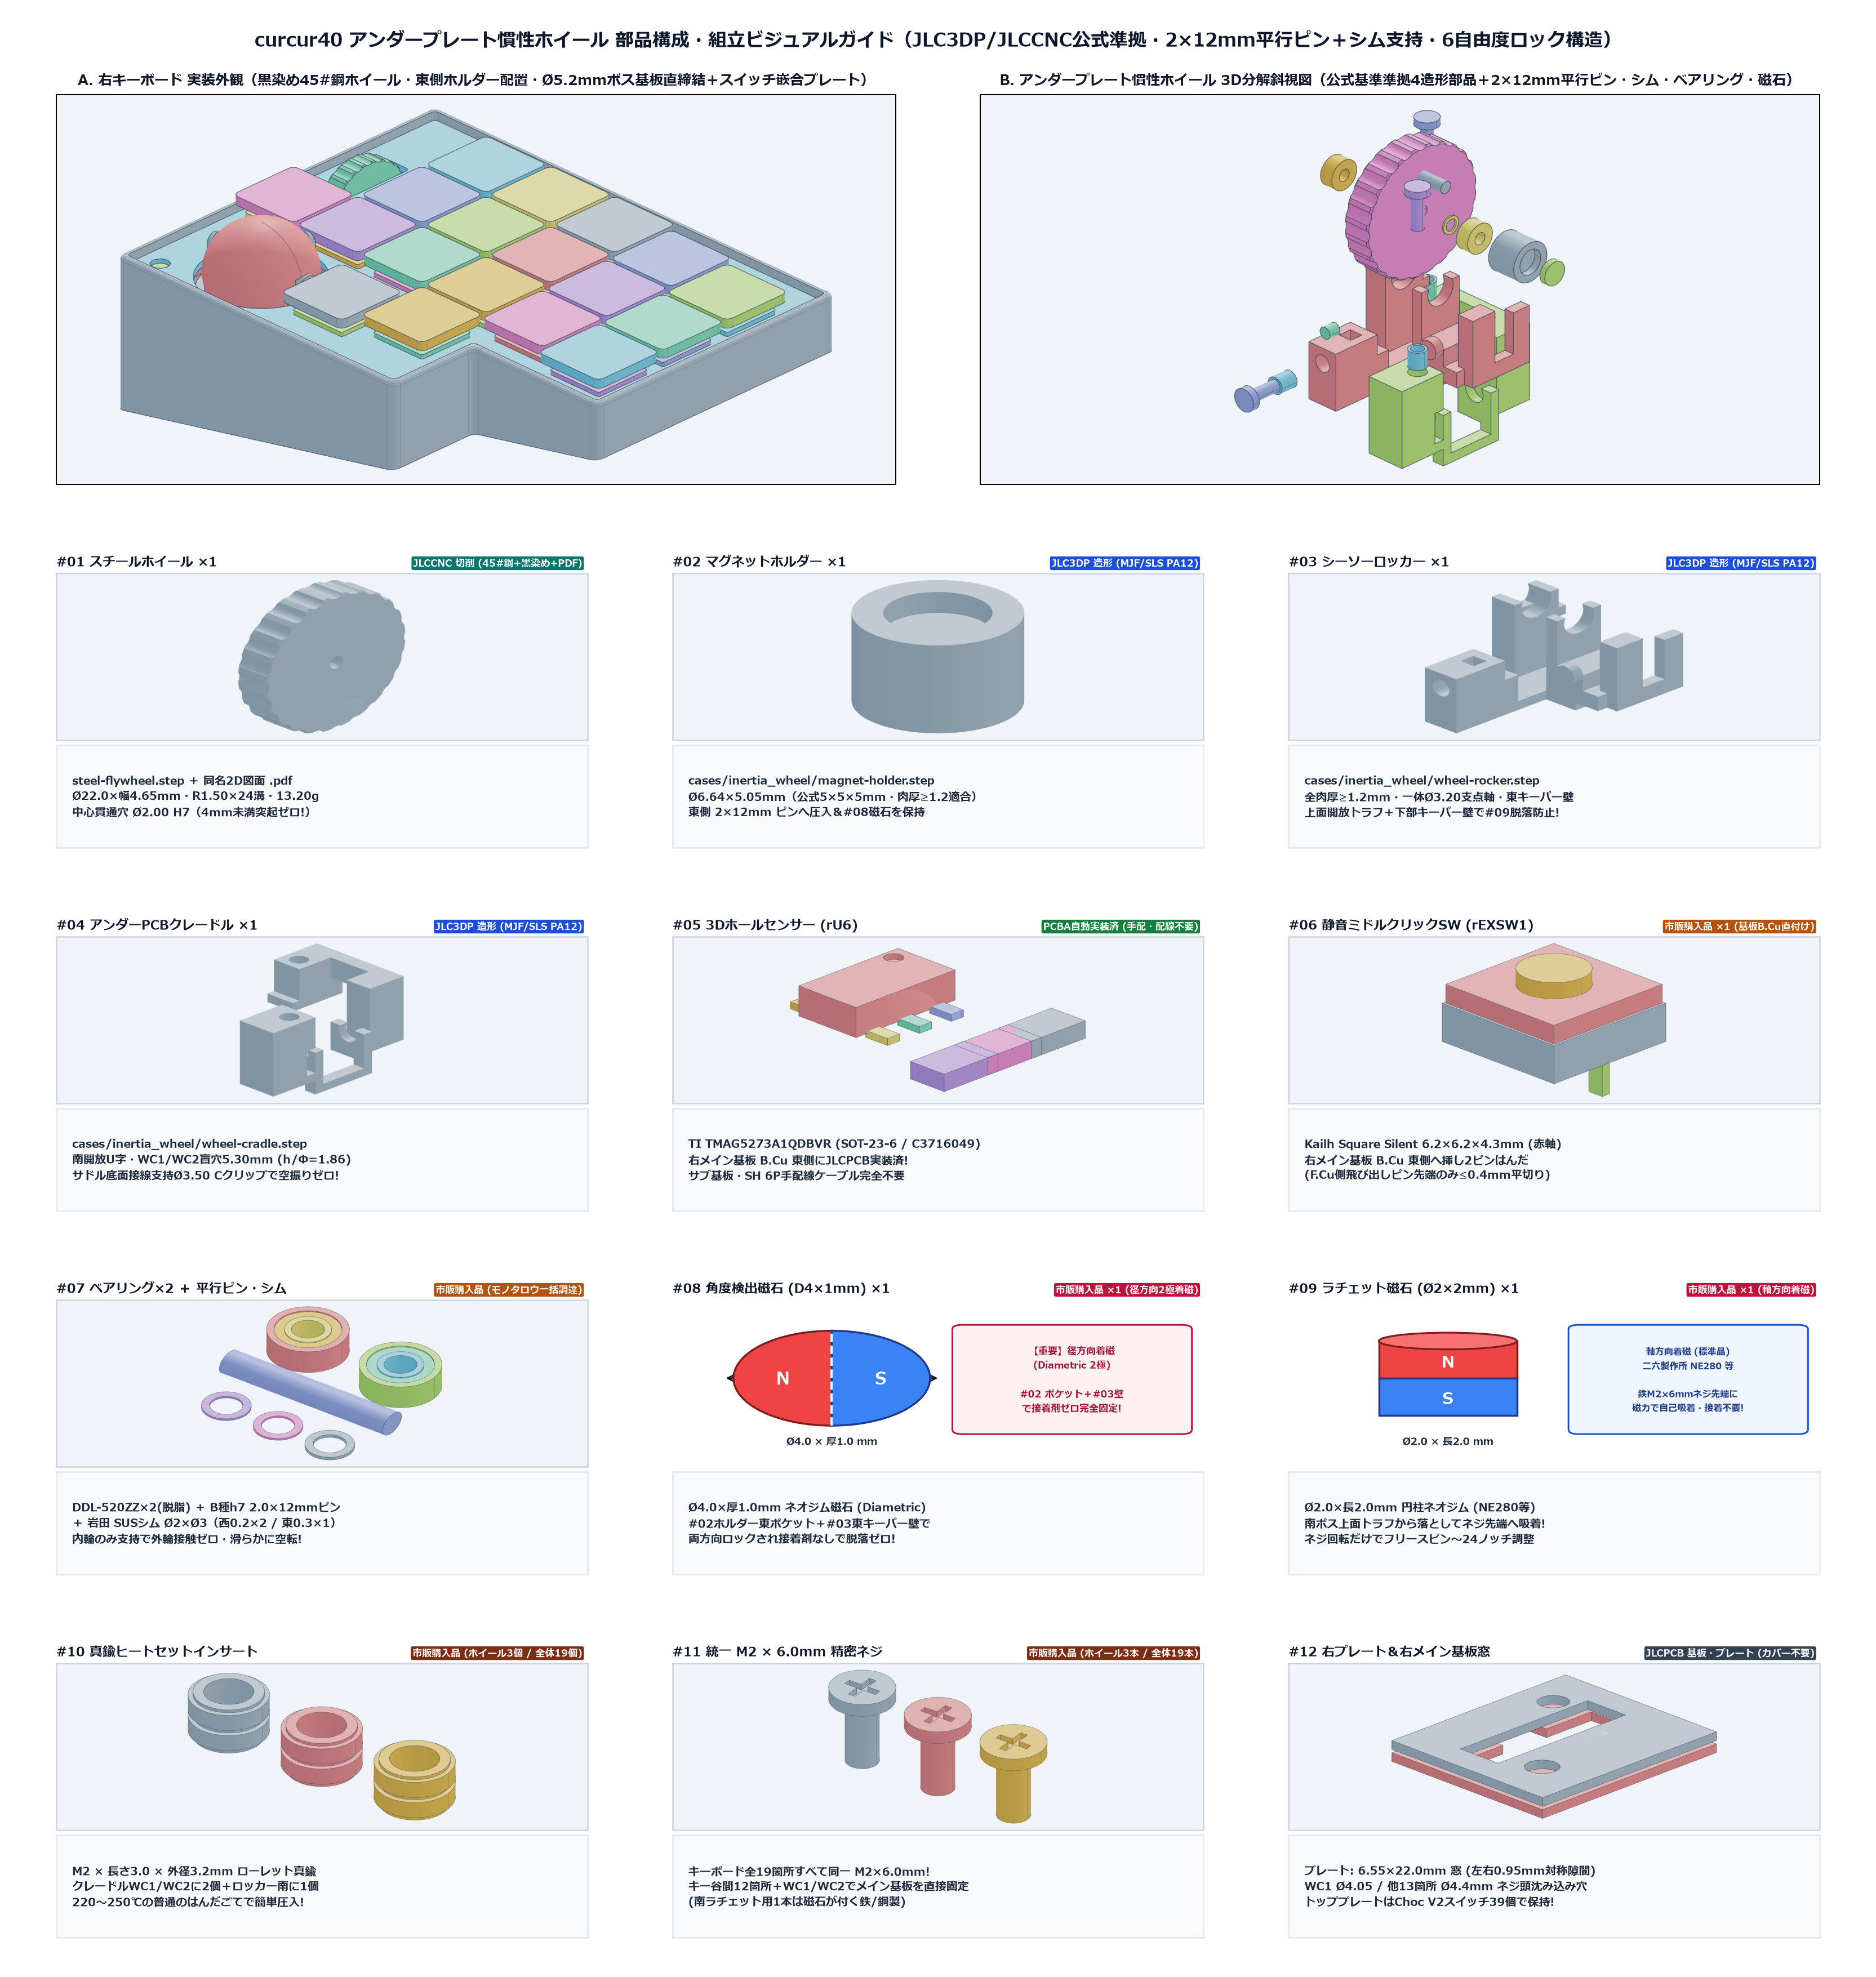 curcur40 アンダープレート慣性ホイール 部品構成・組立ビジュアルガイド（JLC3DP/JLCCNC公式準拠・2×12mm平行ピン＋シム支持・6自由度ロック構造）
A. 右キーボード 実装外観（黒染め45#鋼ホイール・東側ホルダー配置・Ø5.2mmボス基板直締結＋スイッチ嵌合プレート）
B. アンダープレート慣性ホイール 3D分解斜視図（公式基準準拠4造形部品＋2×12mm平行ピン・シム・ベアリング・磁石）
#01 スチールホイール ×1
JLCCNC 切削 (45#鋼+黒染め+PDF)
steel-flywheel.step + 同名2D図面 .pdf
Ø22.0×幅4.65mm・R1.50×24溝・13.20g
中心貫通穴 Ø2.00 H7（4mm未満突起ゼロ!）
#02 マグネットホルダー ×1
JLC3DP 造形 (MJF/SLS PA12)
cases/inertia_wheel/magnet-holder.step
Ø6.64×5.05mm（公式5×5×5mm・肉厚≥1.2適合）
東側 2×12mm ピンへ圧入＆#08磁石を保持
#03 シーソーロッカー ×1
JLC3DP 造形 (MJF/SLS PA12)
cases/inertia_wheel/wheel-rocker.step
全肉厚≥1.2mm・一体Ø3.20支点軸・東キーパー壁
上面開放トラフ＋下部キーパー壁で#09脱落防止!
#04 アンダーPCBクレードル ×1
JLC3DP 造形 (MJF/SLS PA12)
cases/inertia_wheel/wheel-cradle.step
南開放U字・WC1/WC2盲穴5.30mm (h/Φ=1.86)
サドル底面接線支持Ø3.50 Cクリップで空振りゼロ!
#05 3Dホールセンサー (rU6)
PCBA自動実装済 (手配・配線不要)
TI TMAG5273A1QDBVR (SOT-23-6 / C3716049)
右メイン基板 B.Cu 東側にJLCPCB実装済!
サブ基板・SH 6P手配線ケーブル完全不要
#06 静音ミドルクリックSW (rEXSW1)
市販購入品 ×1 (基板B.Cu直付け)
Kailh Square Silent 6.2×6.2×4.3mm (赤軸)
右メイン基板 B.Cu 東側へ挿し2ピンはんだ
(F.Cu側飛び出しピン先端のみ≤0.4mm平切り)
#07 ベアリング×2 + 平行ピン・シム
市販購入品 (モノタロウ一括調達)
DDL-520ZZ×2(脱脂) + B種h7 2.0×12mmピン
+ 岩田 SUSシム Ø2×Ø3（西0.2×2 / 東0.3×1）
内輪のみ支持で外輪接触ゼロ・滑らかに空転!
#08 角度検出磁石 (D4×1mm) ×1
市販購入品 ×1 (径方向2極着磁)
N
S
Ø4.0 × 厚1.0 mm
【重要】径方向着磁
(Diametric 2極)
#02 ポケット＋#03壁
で接着剤ゼロ完全固定!
Ø4.0×厚1.0mm ネオジム磁石 (Diametric)
#02ホルダー東ポケット＋#03東キーパー壁で
両方向ロックされ接着剤なしで脱落ゼロ!
#09 ラチェット磁石 (Ø2×2mm) ×1
市販購入品 ×1 (軸方向着磁)
N
S
Ø2.0 × 長2.0 mm
軸方向着磁 (標準品)
二六製作所 NE280 等
鉄M2×6mmネジ先端に
磁力で自己吸着・接着不要!
Ø2.0×長2.0mm 円柱ネオジム (NE280等)
南ボス上面トラフから落としてネジ先端へ吸着!
ネジ回転だけでフリースピン〜24ノッチ調整
#10 真鍮ヒートセットインサート
市販購入品 (ホイール3個 / 全体19個)
M2 × 長さ3.0 × 外径3.2mm ローレット真鍮
クレードルWC1/WC2に2個＋ロッカー南に1個
220〜250℃の普通のはんだごてで簡単圧入!
#11 統一 M2 × 6.0mm 精密ネジ
市販購入品 (ホイール3本 / 全体19本)
キーボード全19箇所すべて同一 M2×6.0mm!
キー谷間12箇所＋WC1/WC2でメイン基板を直接固定
(南ラチェット用1本は磁石が付く鉄/鋼製)
#12 右プレート＆右メイン基板窓
JLCPCB 基板・プレート (カバー不要)
プレート: 6.55×22.0mm 窓 (左右0.95mm対称隙間)
WC1 Ø4.05 / 他13箇所 Ø4.4mm ネジ頭沈み込み穴
トッププレートはChoc V2スイッチ39個で保持!